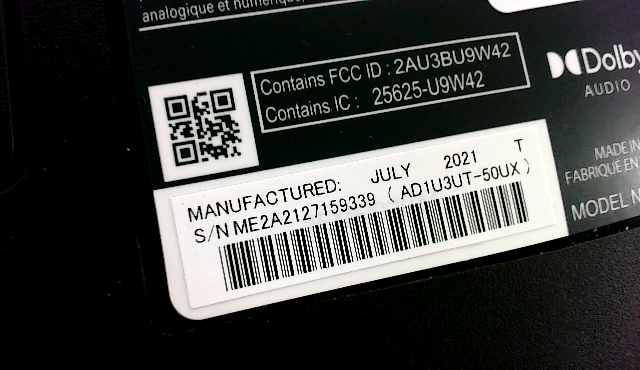 analogique et numérique,
Contains FCC ID : 2AU3BU9W42
Contains IC : 25625-U9W42
Dolby
AUDIO
MADE IN
FABRIQUÉ EN
MODEL N
MANUFACTURED: JULY 2021 T
S/N ME2A2127159339 ( AD1U3UT-50UX )